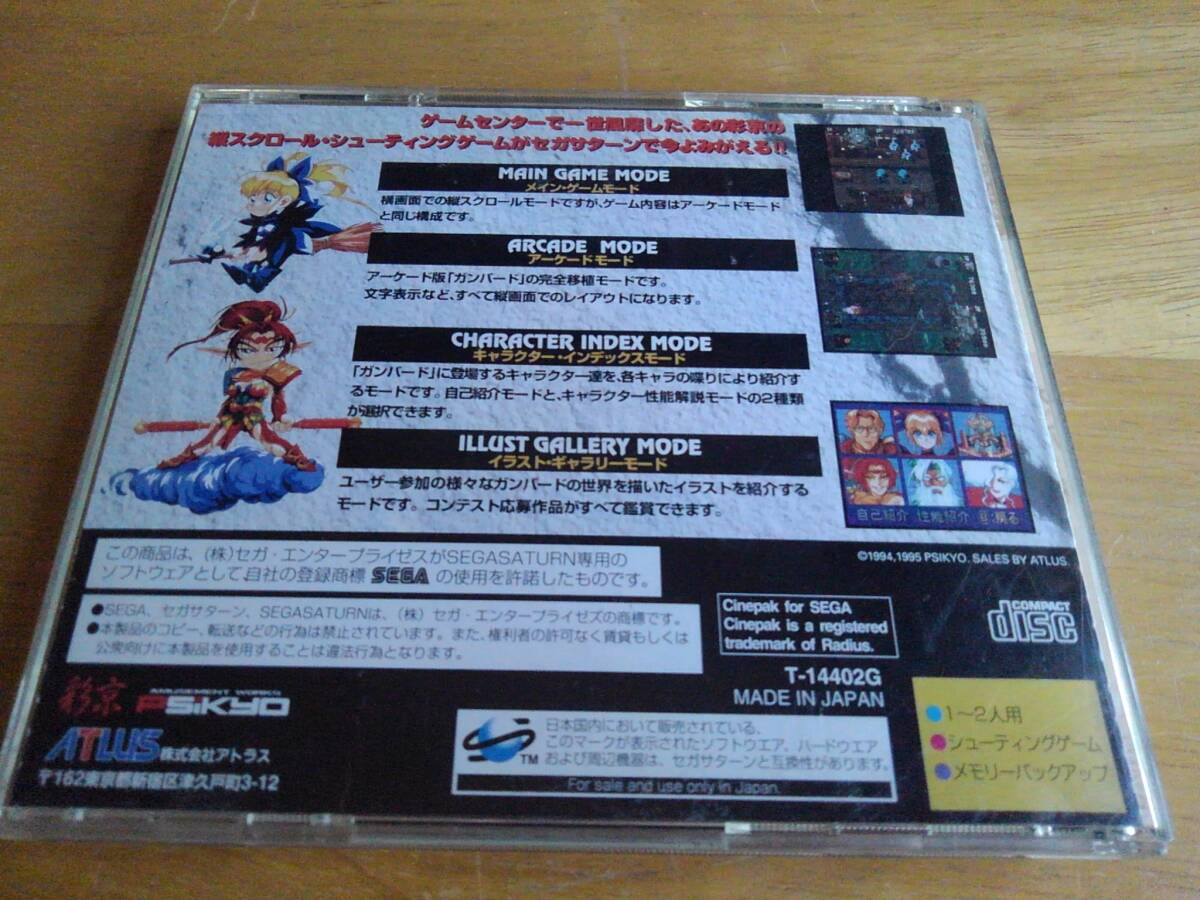 ゲームセンターで一世風靡した、あの彩京の
縦スクロール・シューティングゲームがセガサターンで今よみがえる!!
MAIN GAME MODE
メイン・ゲームモード
横画面での縦スクロールモードですが、ゲーム内容はアーケードモード
と同じ構成です。
ARCADE MODE
アーケードモード
アーケード版「ガンバード」の完全移植モードです。
文字表示など、すべて縦画面でのレイアウトになります。
CHARACTER INDEX MODE
キャラクター・インデックスモード
「ガンバード」に登場するキャラクター達を、各キャラの喋りにより紹介す
るモードです。自己紹介モードと、キャラクター性能解説モードの2種類
が選択できます。
ILLUST GALLERY MODE
イラスト・ギャラリーモード
ユーザー参加の様々なガンバードの世界を描いたイラストを紹介する
モードです。コンテスト応募作品がすべて鑑賞できます。
自己紹介 性能紹介 :戻る
©1994,1995 PSIKYO. SALES BY ATLUS.
この商品は、(株)セガ・エンタープライゼスがSEGASATURN専用の
ソフトウェアとして、自社の登録商標 SEGA の使用を許諾したものです。
●SEGA、セガサターン、SEGASATURNは、(株)セガ・エンタープライゼズの商標です。
●本製品のコピー、転送などの行為は禁止されています。また、権利者の許可なく賃貸もしくは
公衆向けに本製品を使用することは違法行為となります。
Cinepak for SEGA
Cinepak is a registered
trademark of Radius.
COMPACT
disc
T-14402G
MADE IN JAPAN
彩京 AMUSEMENT WORKS
PSIKYO
ATLUS 株式会社アトラス
〒162東京都新宿区津久戸町3-12
TM
日本国内において販売されている、
このマークが表示されたソフトウエア、ハードウエア
および周辺機器は、セガサターンと互換性があります。
For sale and use only in Japan.
●1〜2人用
●シューティングゲーム
●メモリーバックアップ